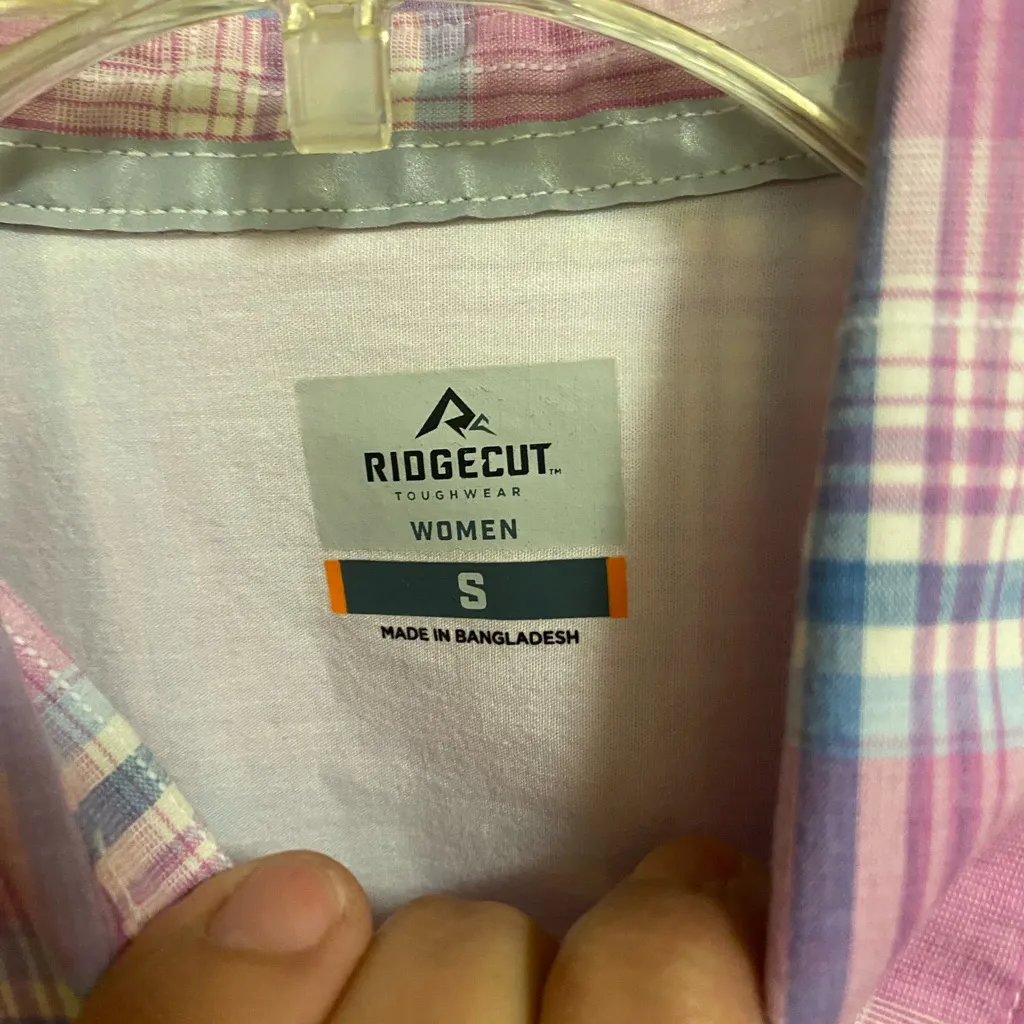 RIDGECUT™
TOUGHWEAR
WOMEN
S
MADE IN BANGLADESH